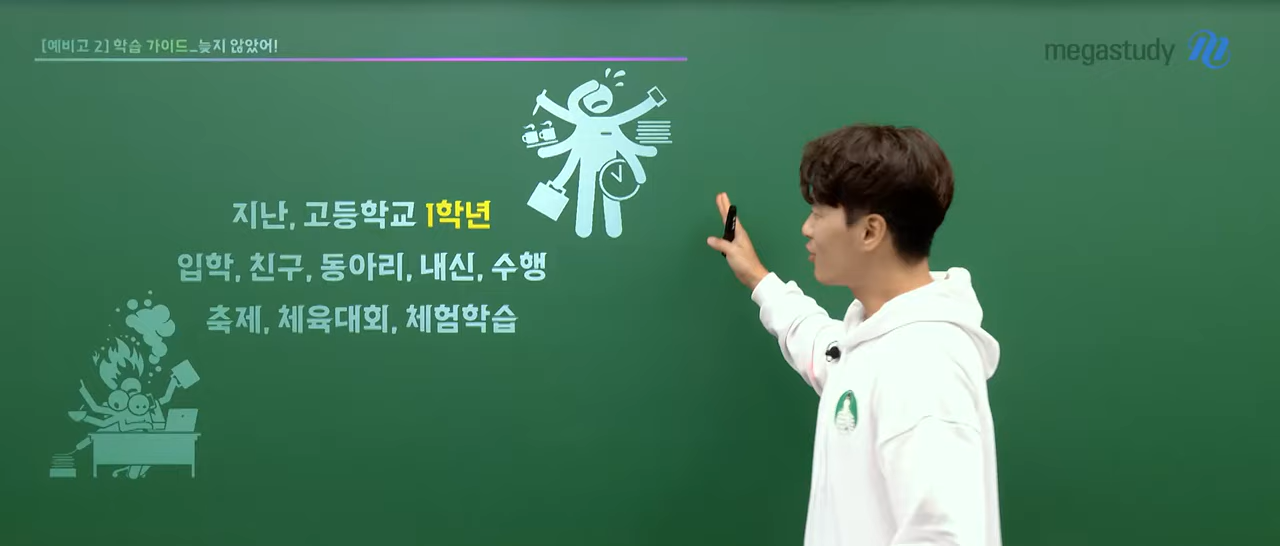 [예비고 2] 학습 가이드_늦지 않았어!
megastudy
지난, 고등학교 1학년
입학, 친구, 동아리, 내신, 수행
축제, 체육대회, 체험학습